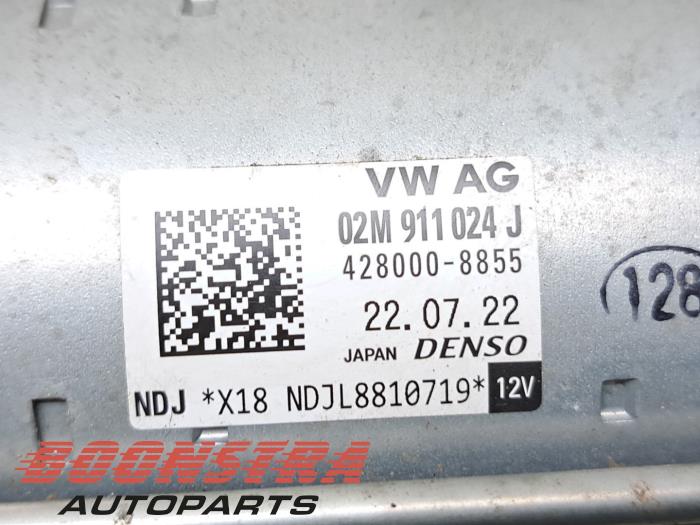 VW AG
02M 911 024 J
428000-8855
22.07.22
JAPAN DENSO
NDJ *X18 NDJL8810719* 12V
128
BOONSTRA
AUTOPARTS